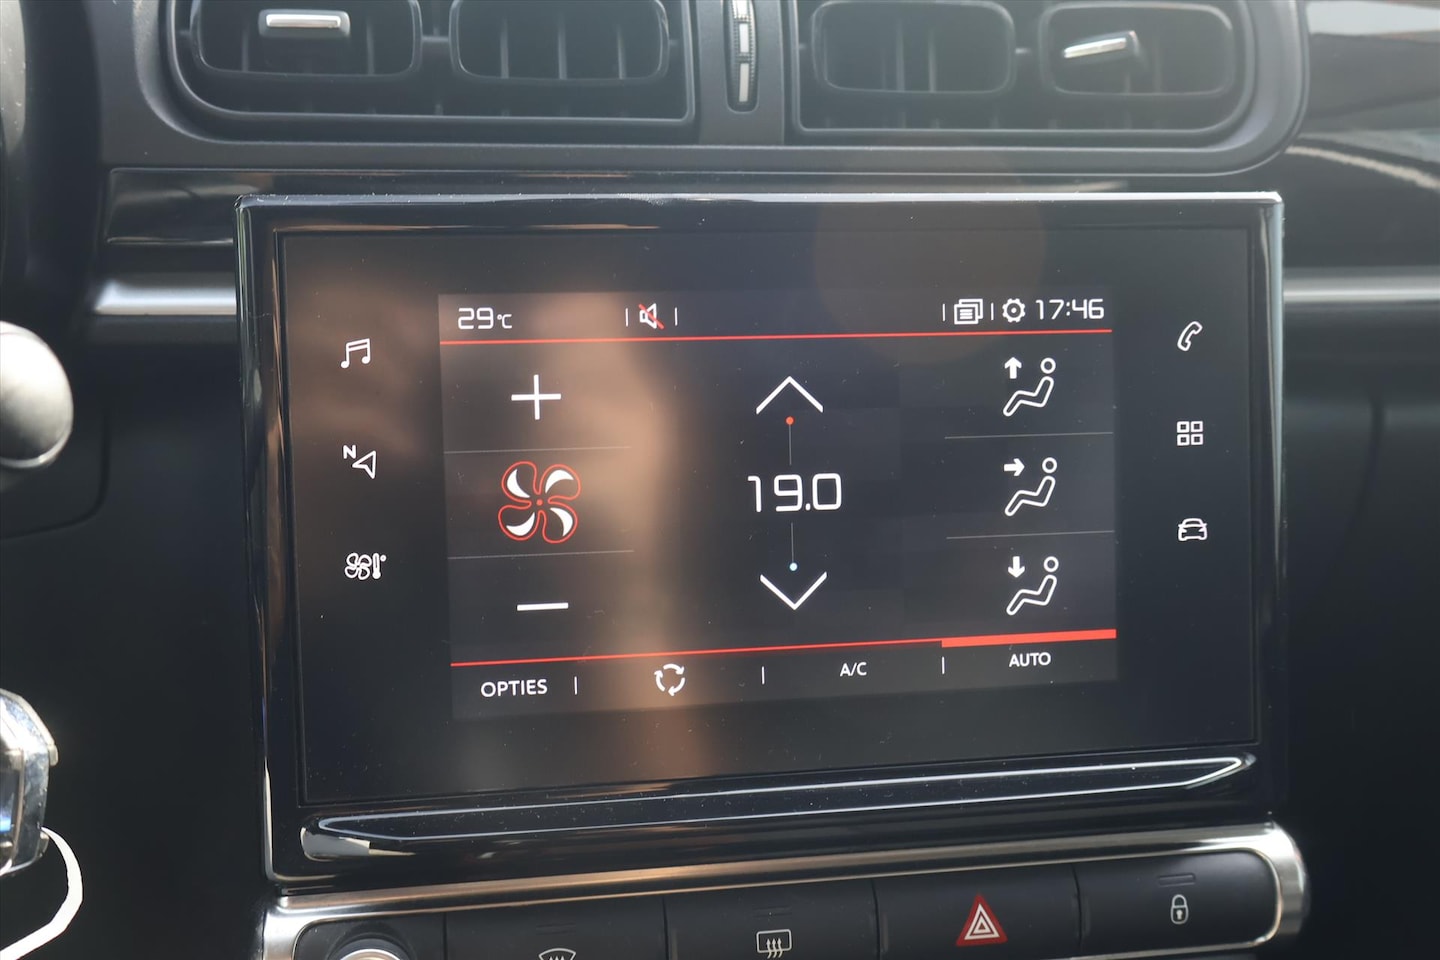 29°C
17:46
N
19.0
OPTIES
A/C
AUTO